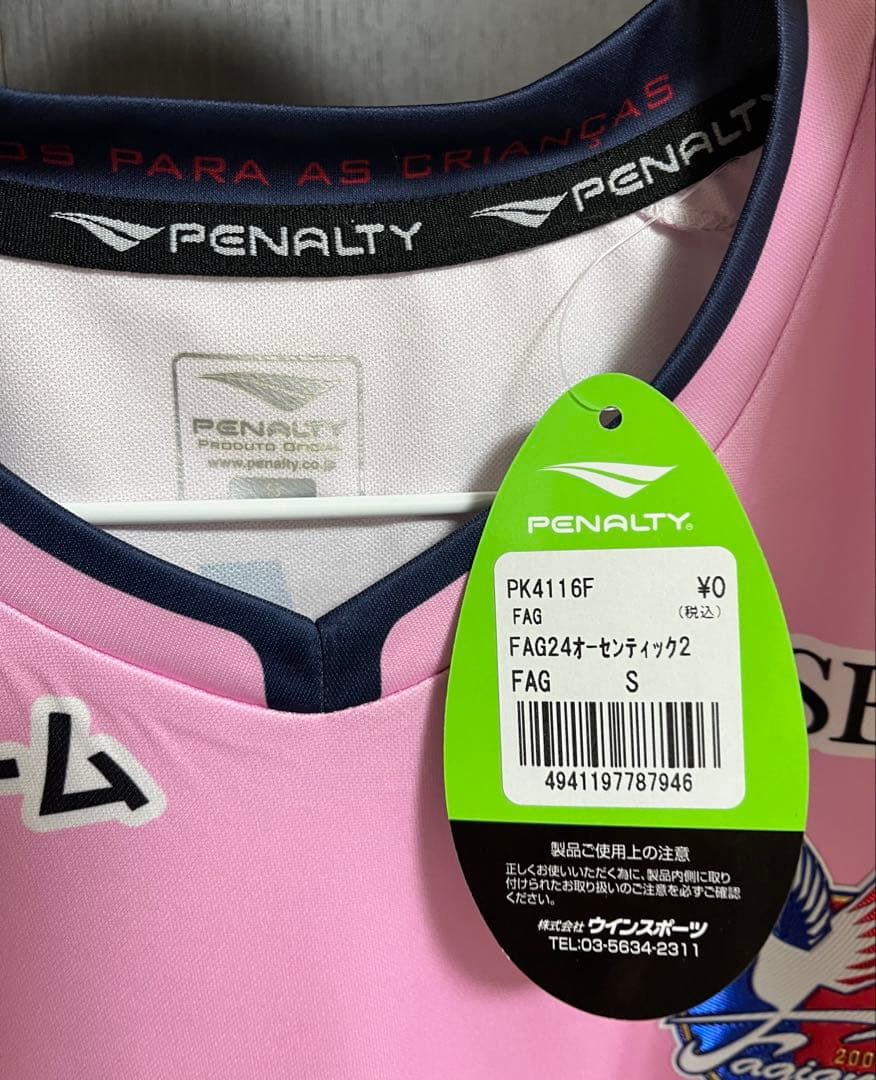 OS PARA AS CRIANÇAS
PENALTY PENALTY
PENALTY
PRODUTO OFICIAL
www.penalty.co.jp
PENALTY
PK4116F ¥0
FAG (税込)
FAG24オーセンティック2
FAG S
4941197787946
製品ご使用上の注意
正しくお使いいただく為に、製品内側に取り
付けられたお取り扱いのご注意を必ずご確認
ください。
株式会社 ウインスポーツ
TEL:03-5634-2311
ーム
SE
200
Fagian